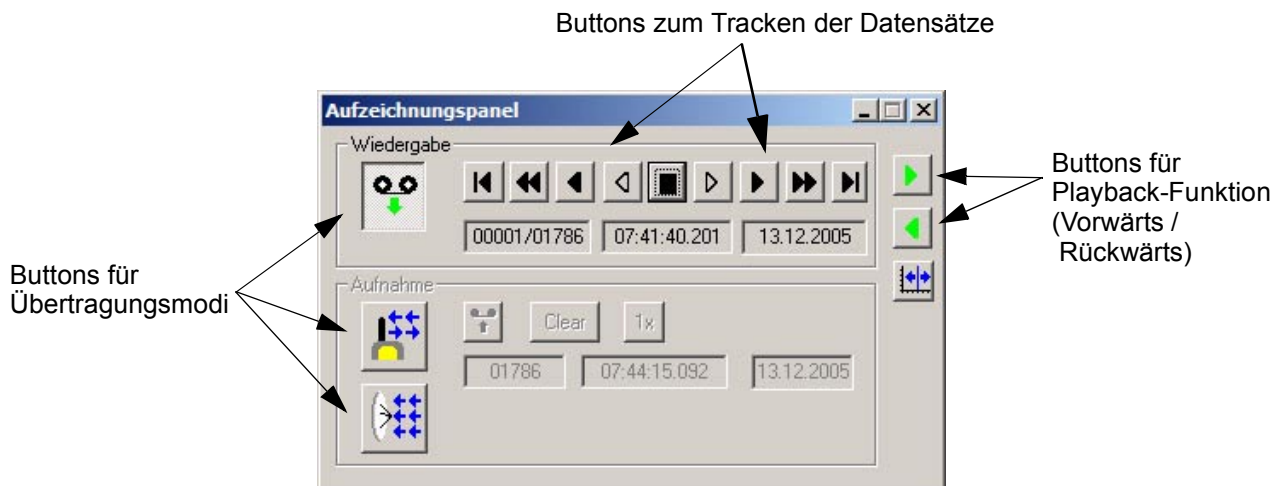 Buttons zum Tracken der Datensätze
Aufzeichnungspanel
Wiedergabe
00001/01786 07:41:40.201 13.12.2005
Buttons für
Playback-Funktion
(Vorwärts /
Rückwärts)
Buttons für
Übertragungsmodi
Aufnahme
Clear 1x
01786 07:44:15.092 13.12.2005